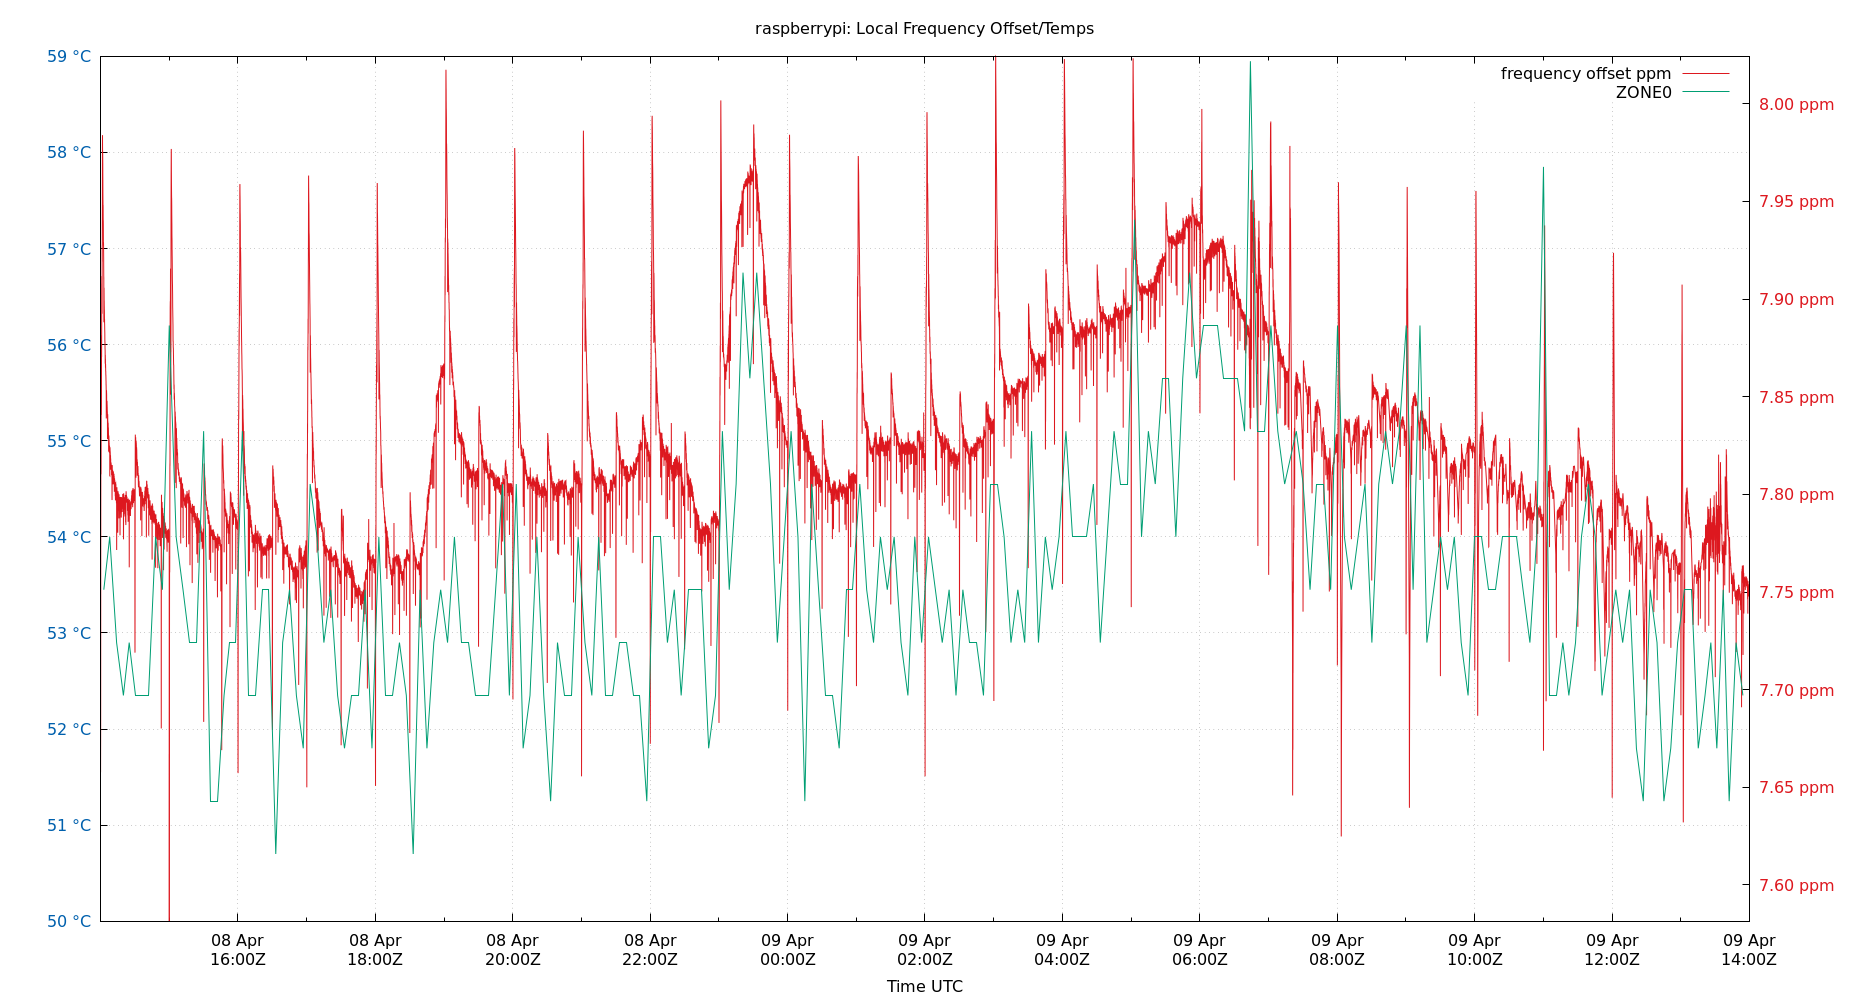 raspberrypi: Local Frequency Offset/Temps
frequency offset ppm
ZONE0
59 °C
58 °C
57 °C
56 °C
55 °C
54 °C
53 °C
52 °C
51 °C
50 °C
8.00 ppm
7.95 ppm
7.90 ppm
7.85 ppm
7.80 ppm
7.75 ppm
7.70 ppm
7.65 ppm
7.60 ppm
08 Apr
16:00Z
08 Apr
18:00Z
08 Apr
20:00Z
08 Apr
22:00Z
09 Apr
00:00Z
09 Apr
02:00Z
09 Apr
04:00Z
09 Apr
06:00Z
09 Apr
08:00Z
09 Apr
10:00Z
09 Apr
12:00Z
09 Apr
14:00Z
Time UTC